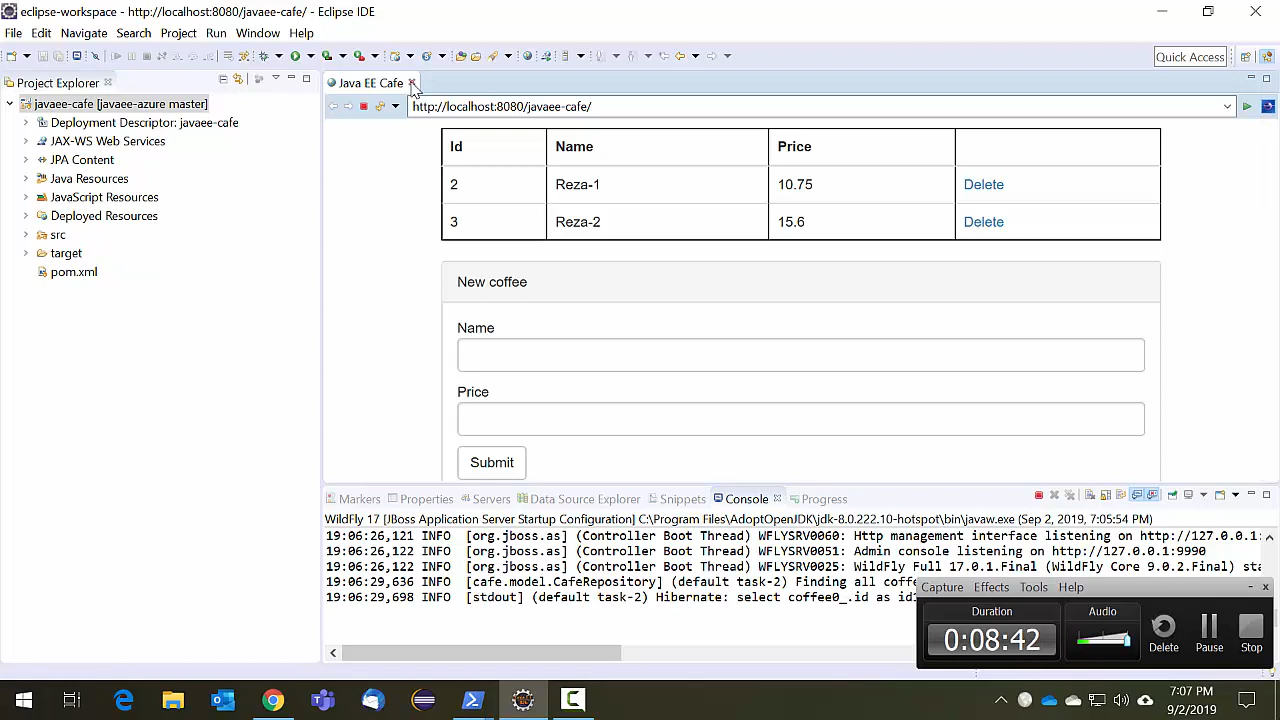 eclipse-workspace - http://localhost:8080/javaee-cafe/ - Eclipse IDE
File Edit Navigate Search Project Run Window Help
Quick Access
Project Explorer
javaee-cafe [javaee-azure master]
Deployment Descriptor: javaee-cafe
JAX-WS Web Services
JPA Content
Java Resources
JavaScript Resources
Deployed Resources
src
target
pom.xml
Java EE Cafe
http://localhost:8080/javaee-cafe/
Id Name Price
2 Reza-1 10.75 Delete
3 Reza-2 15.6 Delete
New coffee
Name
Price
Submit
Markers Servers Data Source Explorer Snippets Console Progress
WildFly 17 [JBoss Application Server Startup Configuration] C:\Program Files\AdoptOpenJDK\jdk-8.0.222.10-hotspot\bin\javaw.exe (Sep 2, 2019, 7:05:54 PM)
19:06:26,121 INFO [org.jboss.as] (Controller Boot Thread) WFLYSRV0060: Http management interface listening on http://127.0.0.1:
19:06:26,122 INFO [org.jboss.as] (Controller Boot Thread) WFLYSRV0051: Admin console listening on http://127.0.0.1:9990
19:06:26,122 INFO [org.jboss.as] (Controller Boot Thread) WFLYSRV0025: WildFly Full 17.0.1.Final (WildFly Core 9.0.2.Final) sta
19:06:29,636 INFO [cafe.model.CafeRepository] (default task-2) Finding all coffe
19:06:29,698 INFO [stdout] (default task-2) Hibernate: select coffee0_.id as id1
Capture Effects Tools Help
Duration Audio
0:08:42
Delete Pause Stop
7:07 PM
9/2/2019